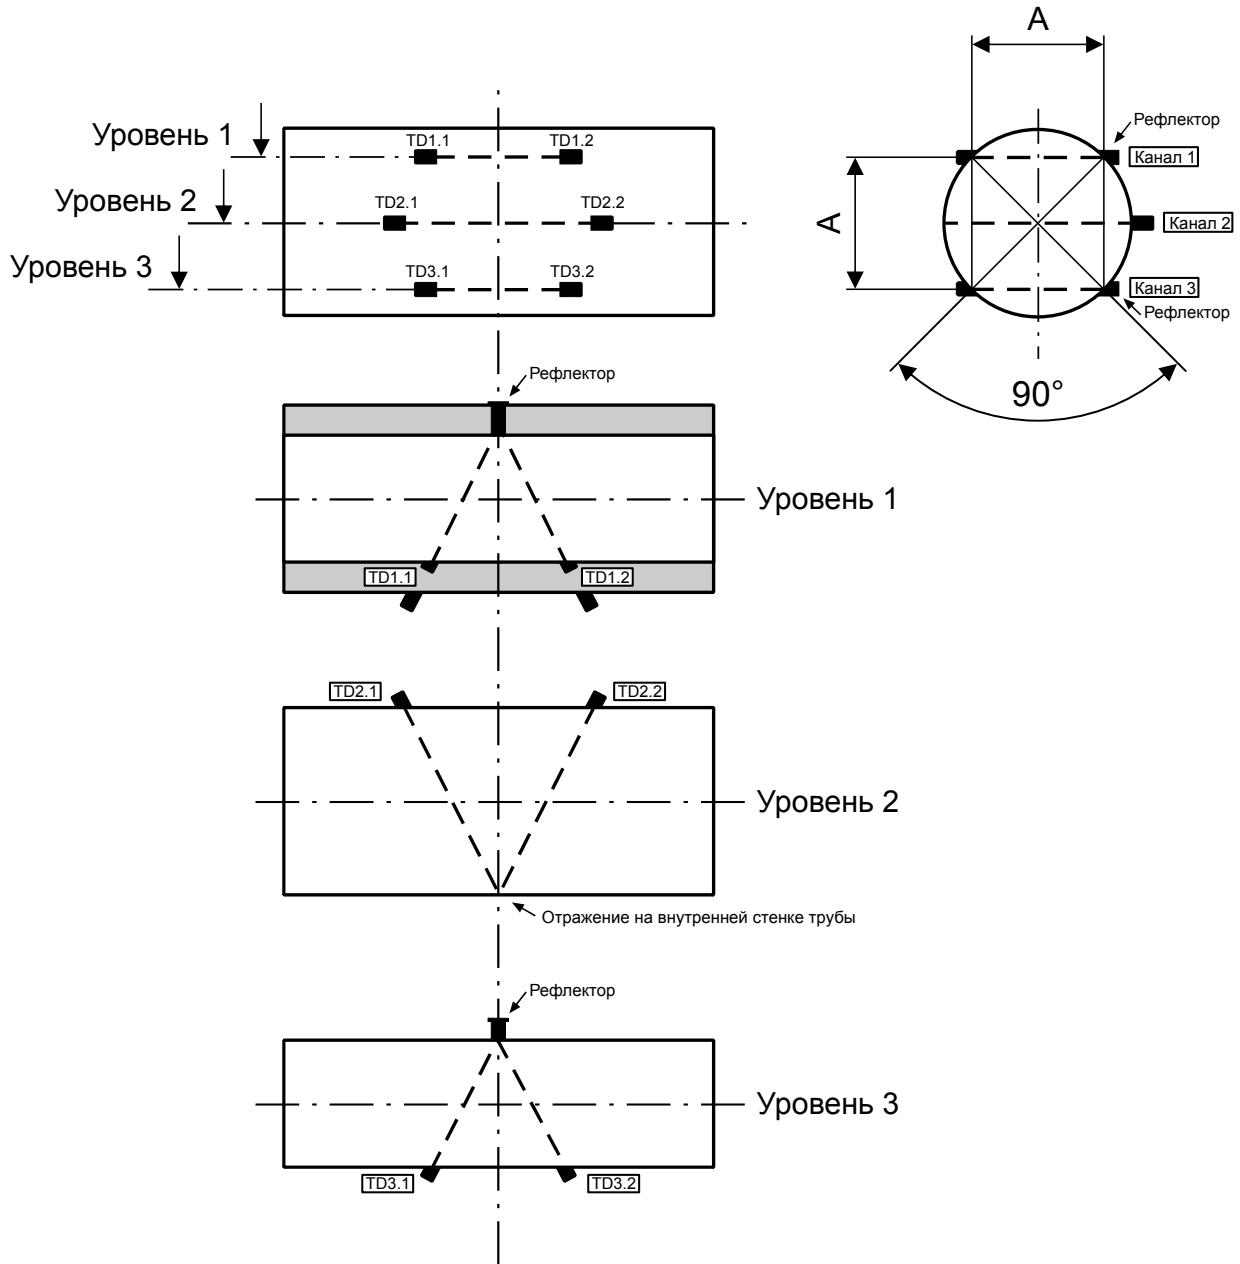 A
Рефлектор
Уровень 1
TD1.1
TD1.2
Канал 1
Уровень 2
TD2.1
TD2.2
A
Канал 2
Уровень 3
TD3.1
TD3.2
Канал 3
Рефлектор
90°
Рефлектор
Уровень 1
TD1.1
TD1.2
TD2.1
TD2.2
Уровень 2
Отражение на внутренней стенке трубы
Рефлектор
Уровень 3
TD3.1
TD3.2